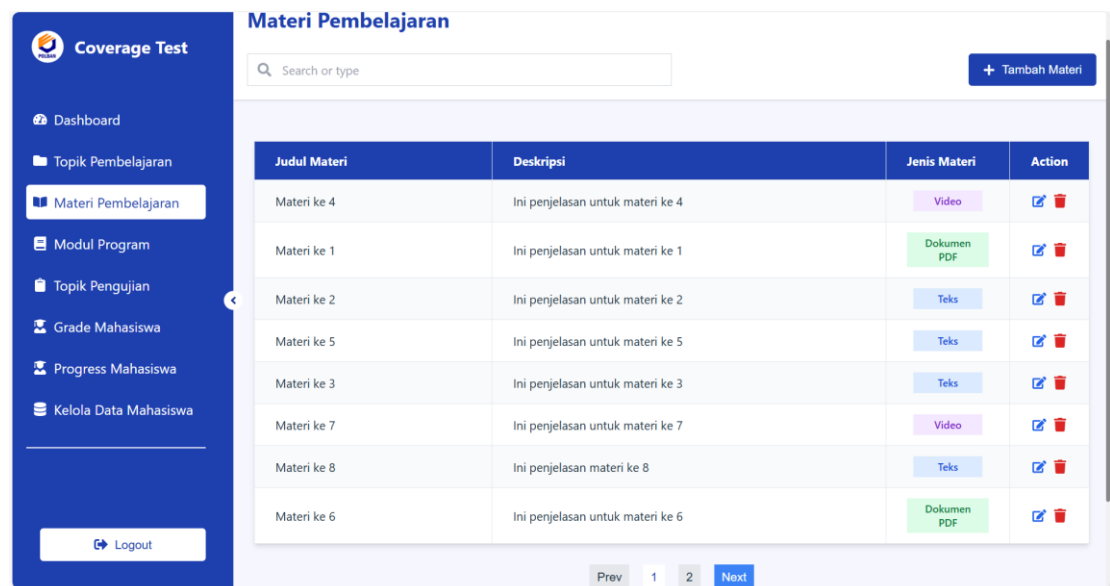 POLBAN
Coverage Test
Dashboard
Topik Pembelajaran
Materi Pembelajaran
Modul Program
Topik Pengujian
Grade Mahasiswa
Progress Mahasiswa
Kelola Data Mahasiswa
Logout
Materi Pembelajaran
Search or type
+ Tambah Materi
Judul Materi Deskripsi Jenis Materi Action
Materi ke 4 Ini penjelasan untuk materi ke 4 Video
Materi ke 1 Ini penjelasan untuk materi ke 1 Dokumen
PDF
Materi ke 2 Ini penjelasan untuk materi ke 2 Teks
Materi ke 5 Ini penjelasan untuk materi ke 5 Teks
Materi ke 3 Ini penjelasan untuk materi ke 3 Teks
Materi ke 7 Ini penjelasan untuk materi ke 7 Video
Materi ke 8 Ini penjelasan materi ke 8 Teks
Materi ke 6 Ini penjelasan untuk materi ke 6 Dokumen
PDF
Prev 1 2 Next